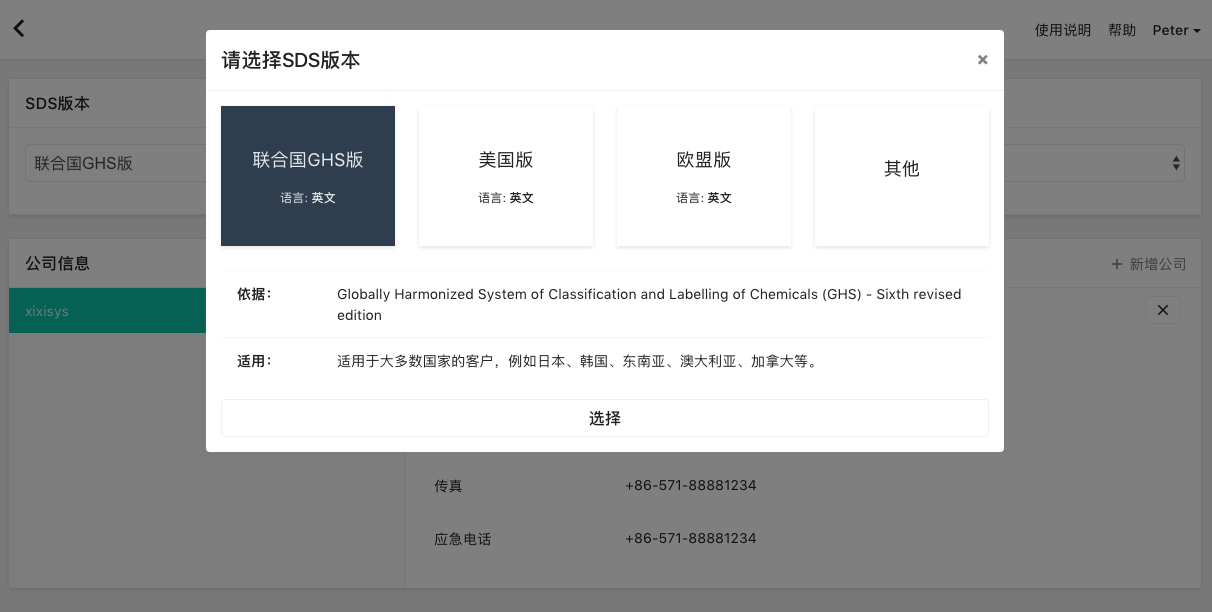 使用说明 帮助 Peter
请选择SDS版本
×
SDS版本
联合国GHS版
联合国GHS版
语言: 英文
美国版
语言: 英文
欧盟版
语言: 英文
其他
公司信息
+ 新增公司
xixisys
依据：
Globally Harmonized System of Classification and Labelling of Chemicals (GHS) - Sixth revised
edition
适用：
适用于大多数国家的客户，例如日本、韩国、东南亚、澳大利亚、加拿大等。
选择
传真 +86-571-88881234
应急电话 +86-571-88881234